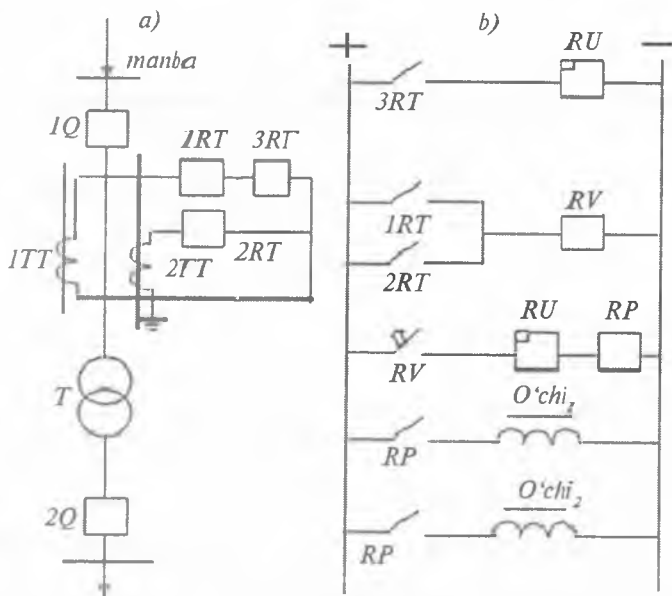 a)
manba
1Q
1RT 3RT
1TT
2TT 2RT
T
2Q
b)
+ −
RU
3RT
RV
1RT
2RT
RU RP
RV
O‘chi₁
RP
O‘chi₂
RP